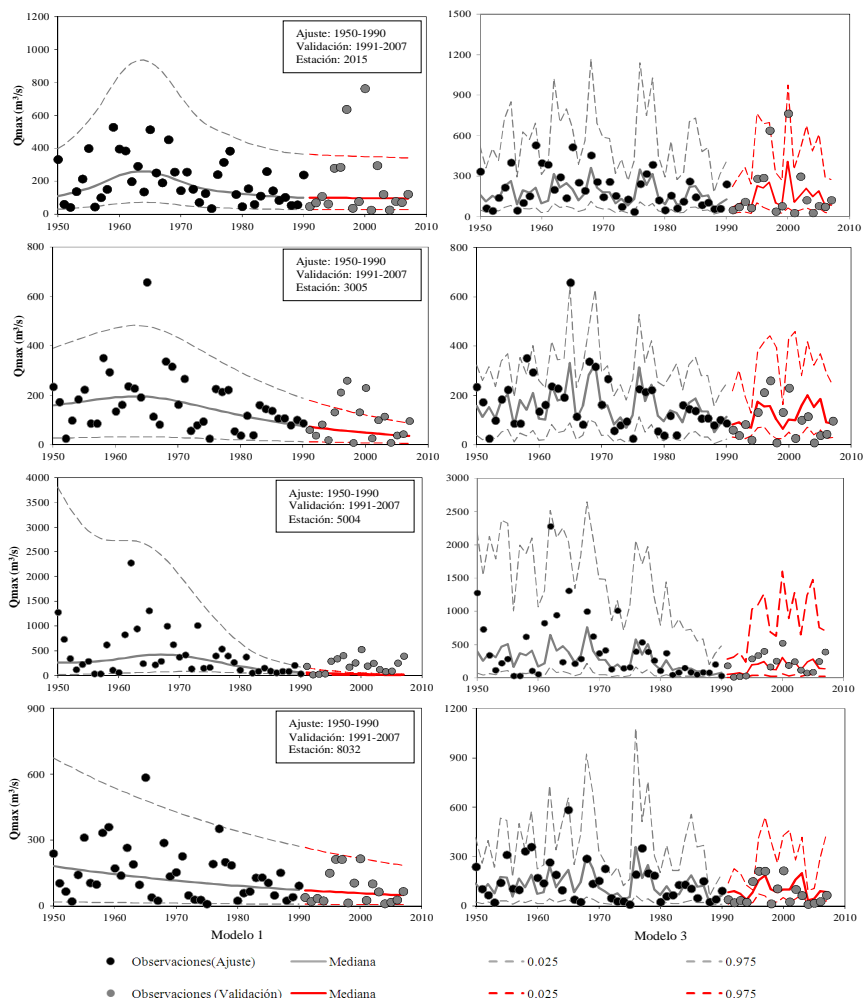 1200
1000
800
600
400
200
0
Qmax (m³/s)
1950 1960 1970 1980 1990 2000 2010
Ajuste: 1950-1990
Validación: 1991-2007
Estación: 2015
1500
1200
900
600
300
0
1950 1960 1970 1980 1990 2000 2010
800
600
400
200
0
Qmax (m³/s)
1950 1960 1970 1980 1990 2000 2010
Ajuste: 1950-1990
Validación: 1991-2007
Estación: 3005
800
600
400
200
0
1950 1960 1970 1980 1990 2000 2010
4000
3500
3000
2500
2000
1500
1000
500
0
Qmax (m³/s)
1950 1960 1970 1980 1990 2000 2010
Ajuste: 1950-1990
Validación: 1991-2007
Estación: 5004
3000
2500
2000
1500
1000
500
0
1950 1960 1970 1980 1990 2000 2010
900
600
300
0
Qmax (m³/s)
1950 1960 1970 1980 1990 2000 2010
Ajuste: 1950-1990
Validación: 1991-2007
Estación: 8032
Modelo 1
1200
900
600
300
0
1950 1960 1970 1980 1990 2000 2010
Modelo 3
Observaciones(Ajuste) Mediana 0.025 0.975
Observaciones (Validación) Mediana 0.025 0.975